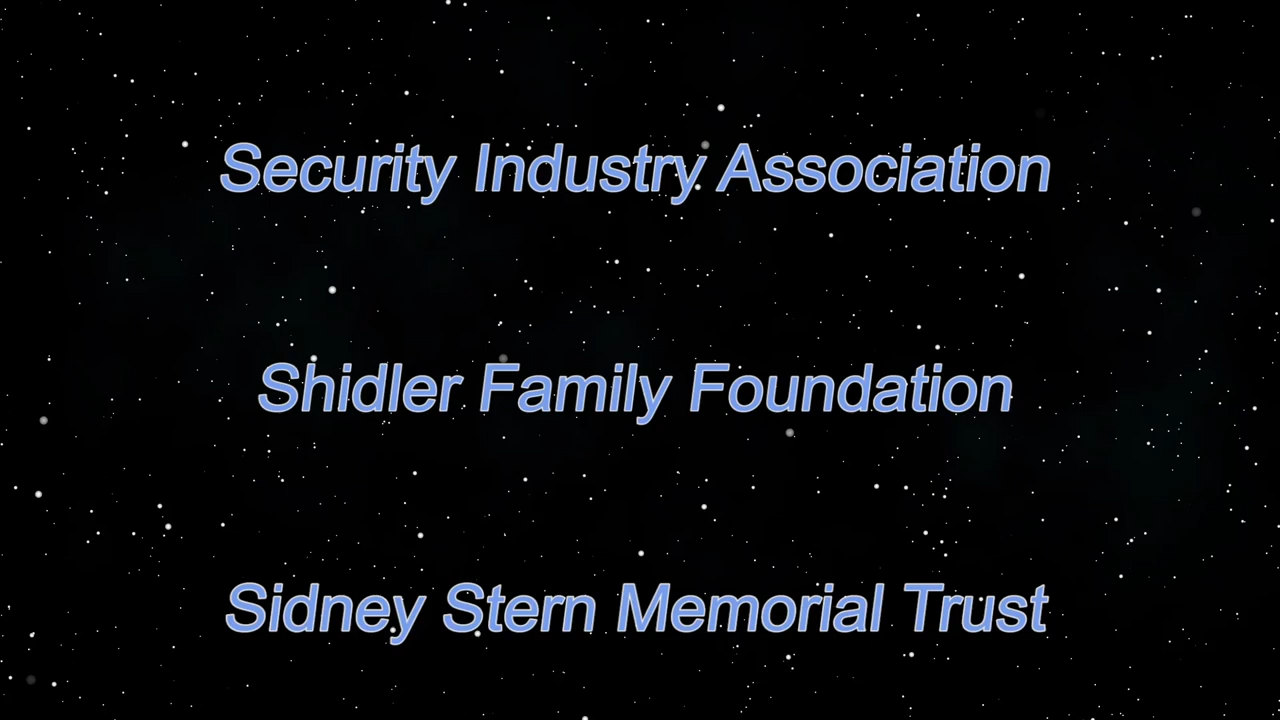 Security Industry Association
Shidler Family Foundation
Sidney Stern Memorial Trust